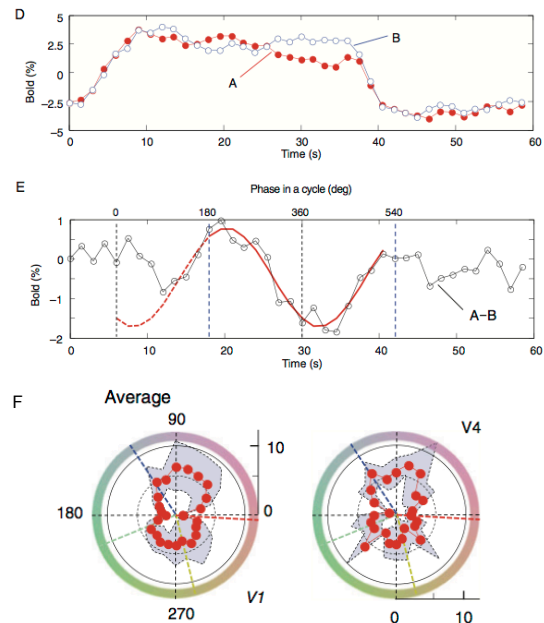 D
Bold (%)
5
2.5
0
-2.5
-5
A
B
0 10 20 30 40 50 60
Time (s)
E
Phase in a cycle (deg)
0 180 360 540
Bold (%)
1
0
−1
−2
A−B
0 10 20 30 40 50 60
Time (s)
F
Average
90
180
270
10
0
V1
V4
0 10